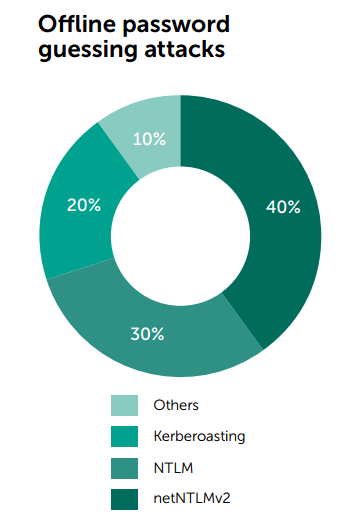 Offline password
guessing attacks
10%
40%
20%
30%
Others
Kerberoasting
NTLM
netNTLMv2